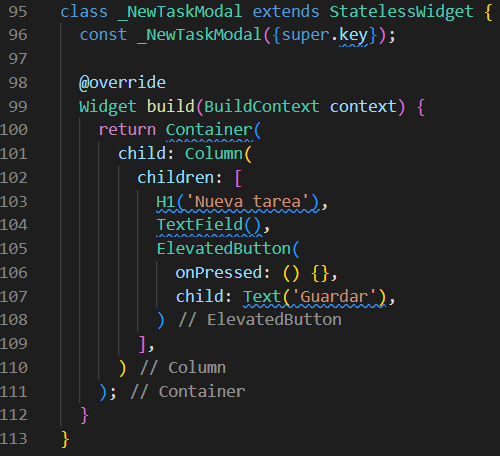 95 class _NewTaskModal extends StatelessWidget {
96   const _NewTaskModal({super.key});
97
98   @override
99   Widget build(BuildContext context) {
100     return Container(
101       child: Column(
102         children: [
103           H1('Nueva tarea'),
104           TextField(),
105           ElevatedButton(
106             onPressed: () {},
107             child: Text('Guardar'),
108           ) // ElevatedButton
109         ],
110       ) // Column
111     ); // Container
112   }
113 }